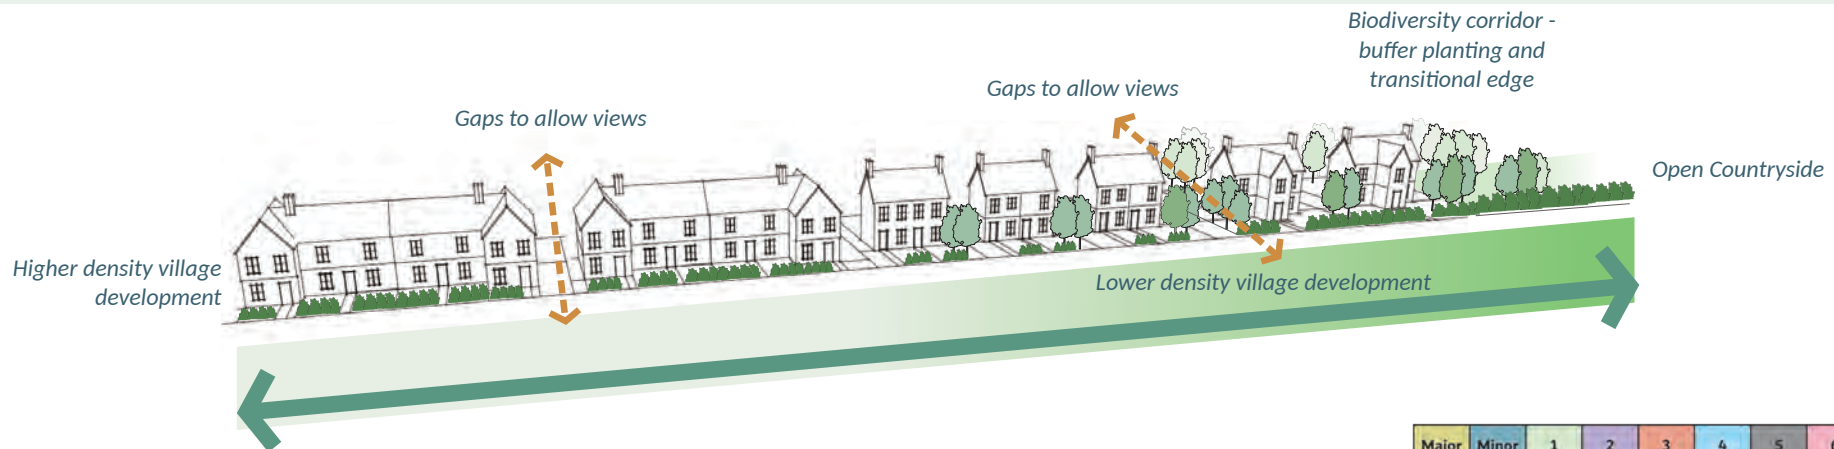 Biodiversity corridor -
buffer planting and
transitional edge
Gaps to allow views
Gaps to allow views
Open Countryside
Higher density village
development
Lower density village development
Major Minor 1 2 3 4 5